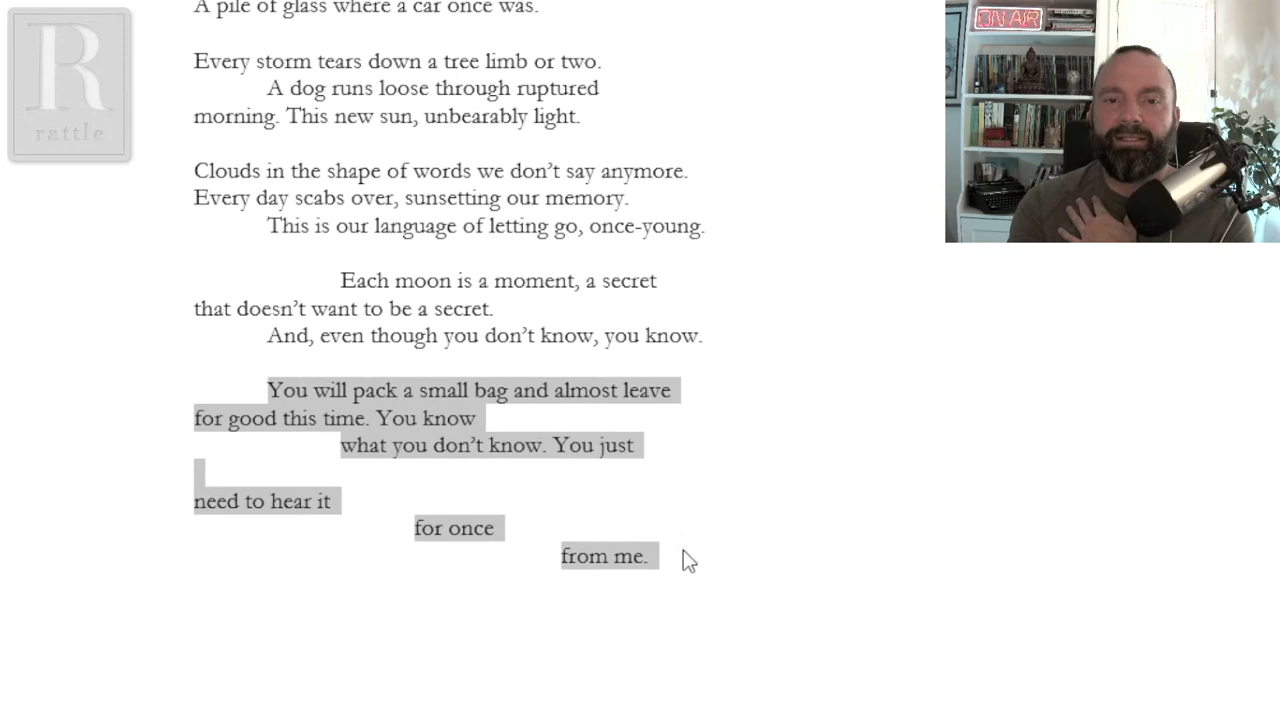 A pile of glass where a car once was.
Every storm tears down a tree limb or two.
A dog runs loose through ruptured
morning. This new sun, unbearably light.
Clouds in the shape of words we don’t say anymore.
Every day scabs over, sunsetting our memory.
This is our language of letting go, once-young.
Each moon is a moment, a secret
that doesn’t want to be a secret.
And, even though you don’t know, you know.
You will pack a small bag and almost leave
for good this time. You know
what you don’t know. You just
need to hear it
for once
from me.
R
rattle
ON AIR